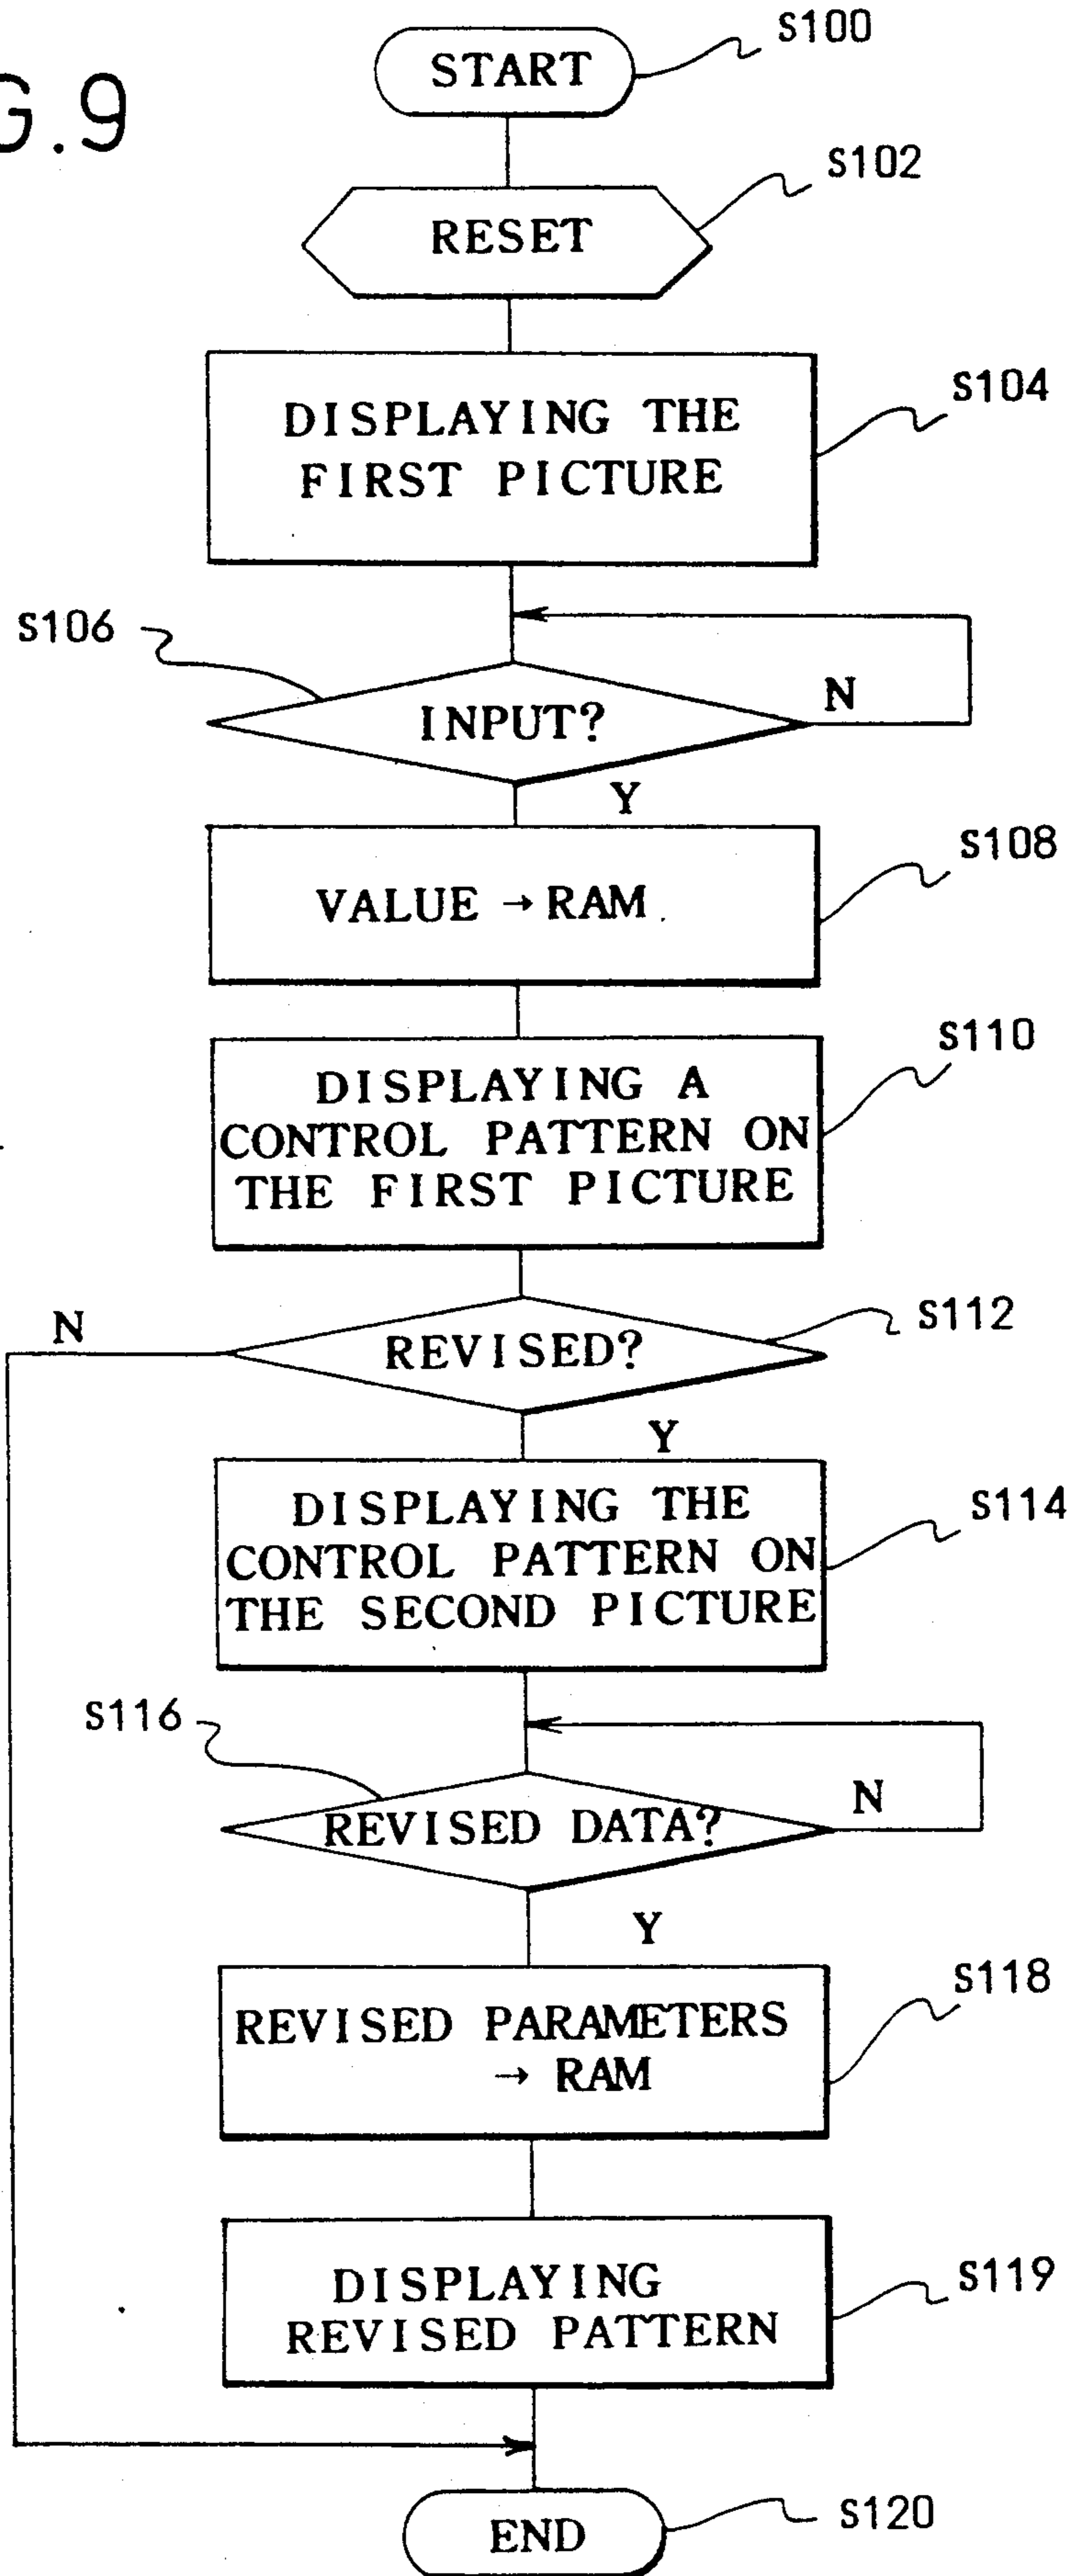 G.9
START
S100
RESET
S102
DISPLAYING THE
FIRST PICTURE
S104
S106
INPUT?
N
Y
VALUE → RAM
S108
DISPLAYING A
CONTROL PATTERN ON
THE FIRST PICTURE
S110
N
REVISED?
S112
Y
DISPLAYING THE
CONTROL PATTERN ON
THE SECOND PICTURE
S114
S116
REVISED DATA?
N
Y
REVISED PARAMETERS
→ RAM
S118
DISPLAYING
REVISED PATTERN
S119
END
S120